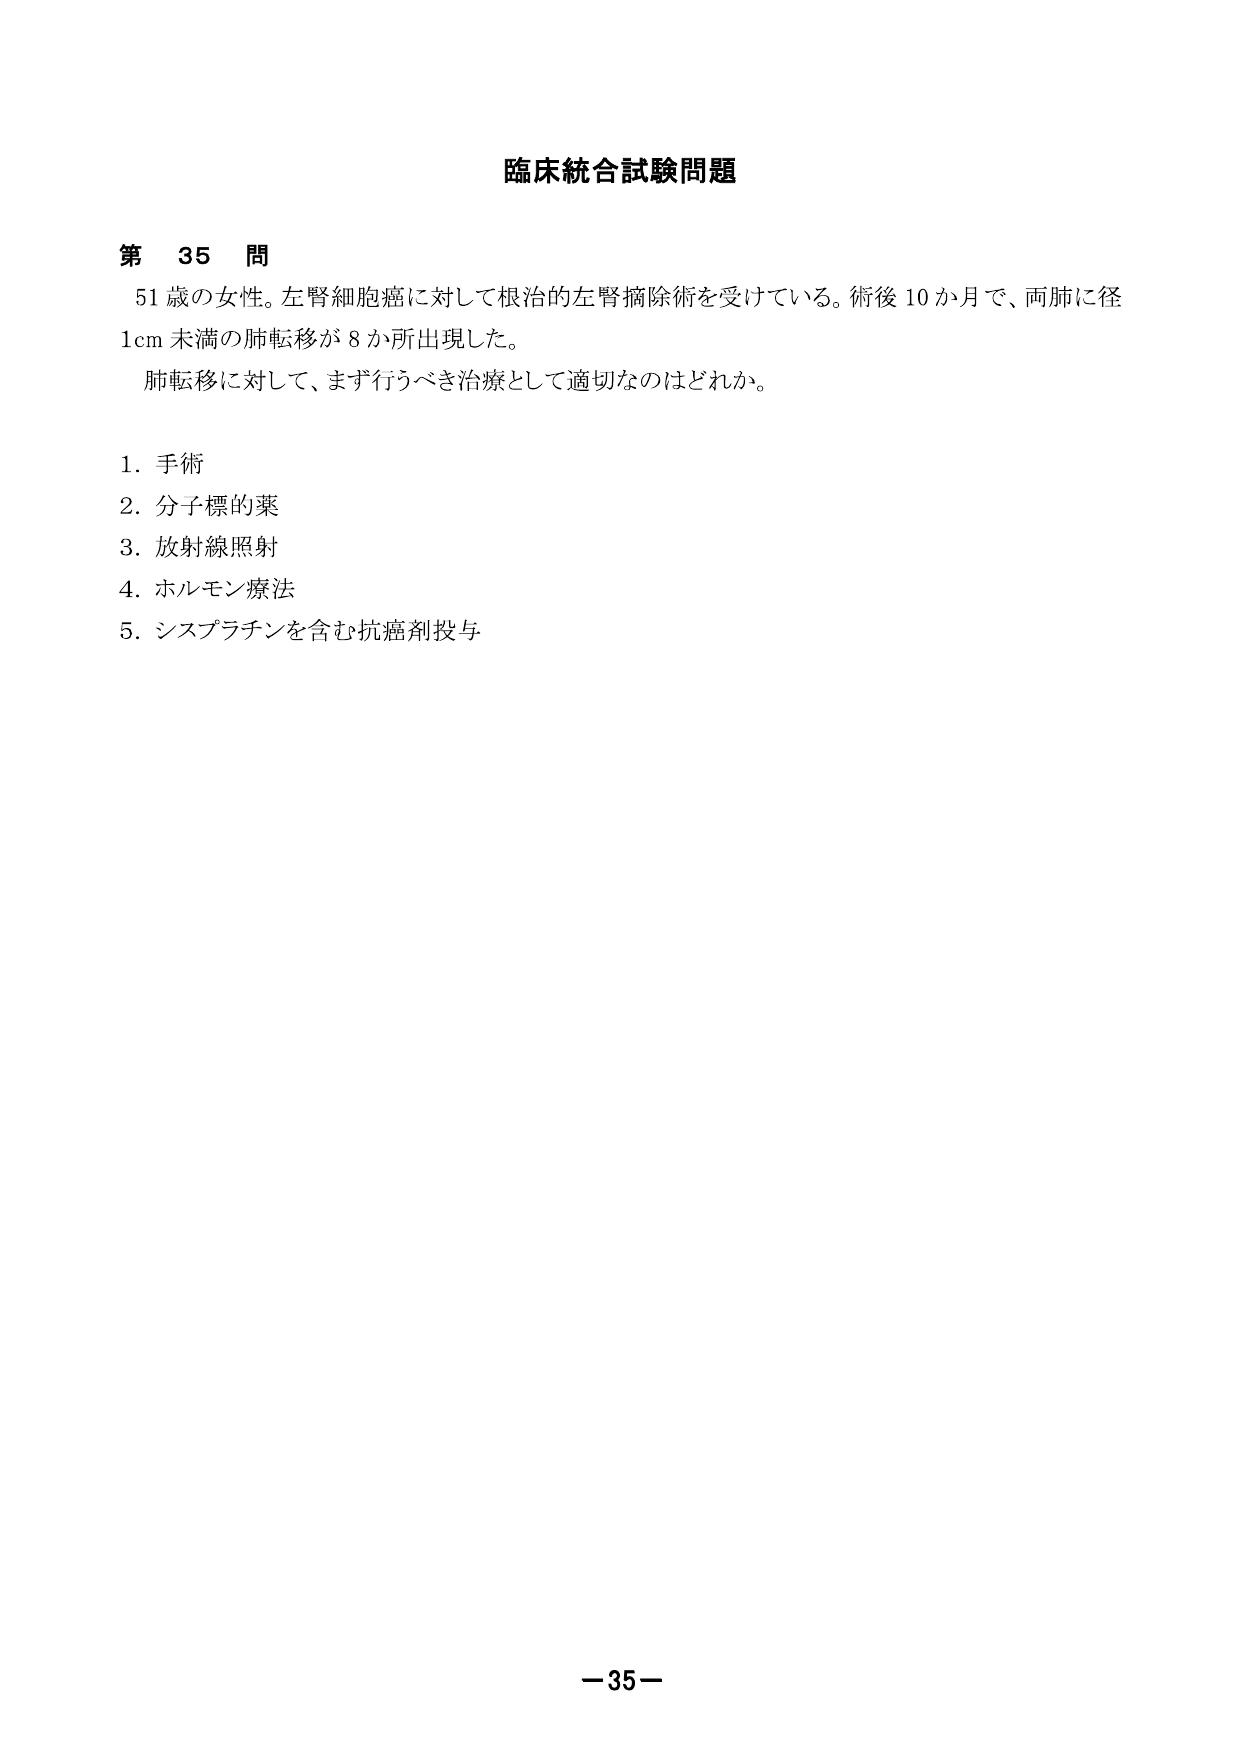 臨床統合試験問題
第 35 問
51 歳の女性。左腎細胞癌に対して根治的左腎摘除術を受けている。術後 10 か月で、両肺に径
1cm 未満の肺転移が 8 か所出現した。
肺転移に対して、まず行うべき治療として適切なのはどれか。
1. 手術
2. 分子標的薬
3. 放射線照射
4. ホルモン療法
5. シスプラチンを含む抗癌剤投与
－35－